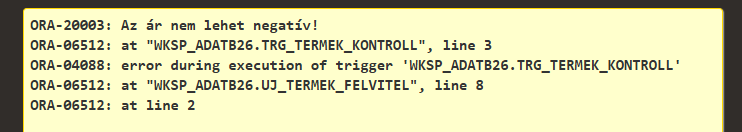 ORA-20003: Az ár nem lehet negatív!
ORA-06512: at "WKSP_ADATB26.TRG_TERMEK_KONTROLL", line 3
ORA-04088: error during execution of trigger 'WKSP_ADATB26.TRG_TERMEK_KONTROLL'
ORA-06512: at "WKSP_ADATB26.UJ_TERMEK_FELVITEL", line 8
ORA-06512: at line 2